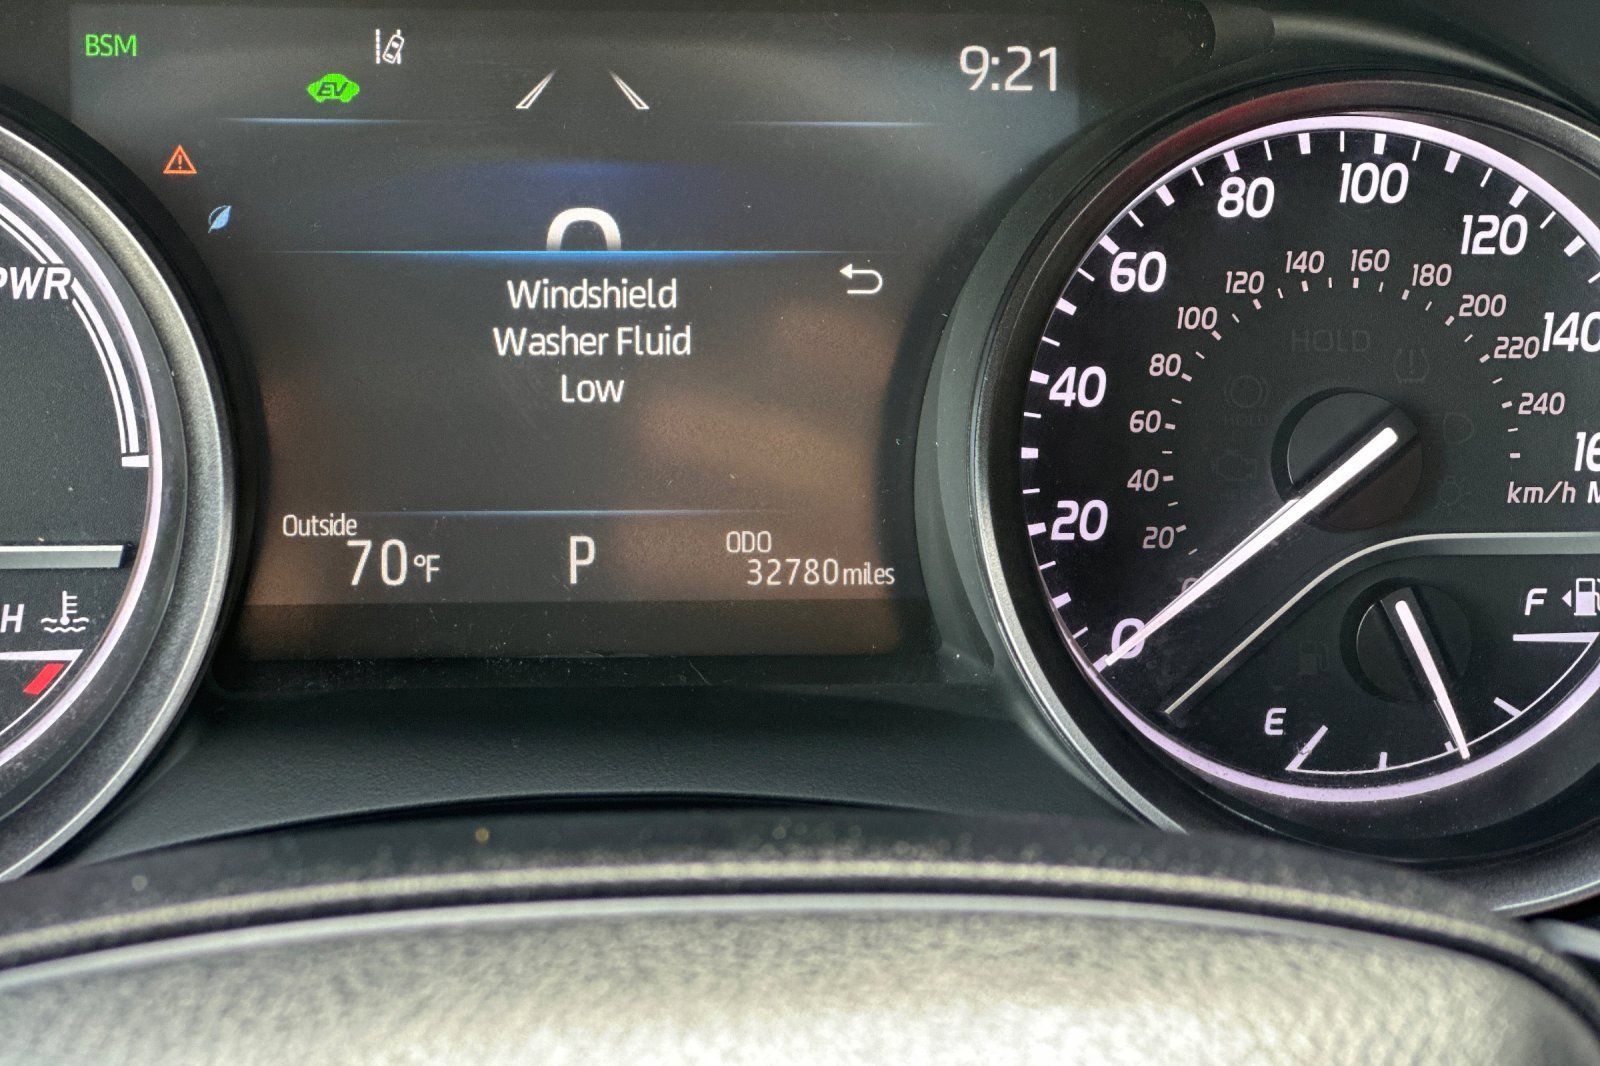 BSM
EV
9:21
0
Windshield
Washer Fluid
Low
Outside
70°F
P
ODO
32780 miles
PWR
H
0
20
40
60
80
100
120
140
20
40
60
80
100
120
140
160
180
200
220
240
km/h
HOLD
E
F